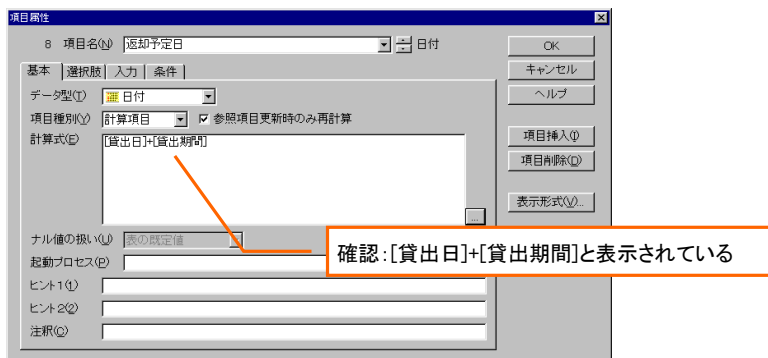 項目属性
8 項目名(N) 返却予定日 日付
OK
キャンセル
ヘルプ
項目挿入(I)
項目削除(D)
表示形式(V)...
基本 選択肢 入力 条件
データ型(T) 日付
項目種別(Y) 計算項目 参照項目更新時のみ再計算
計算式(E) [貸出日]+[貸出期間]
...
ナル値の扱い(U) 表の既定値
確認:[貸出日]+[貸出期間]と表示されている
起動プロセス(P)
ヒント1(1)
ヒント2(2)
注釈(C)